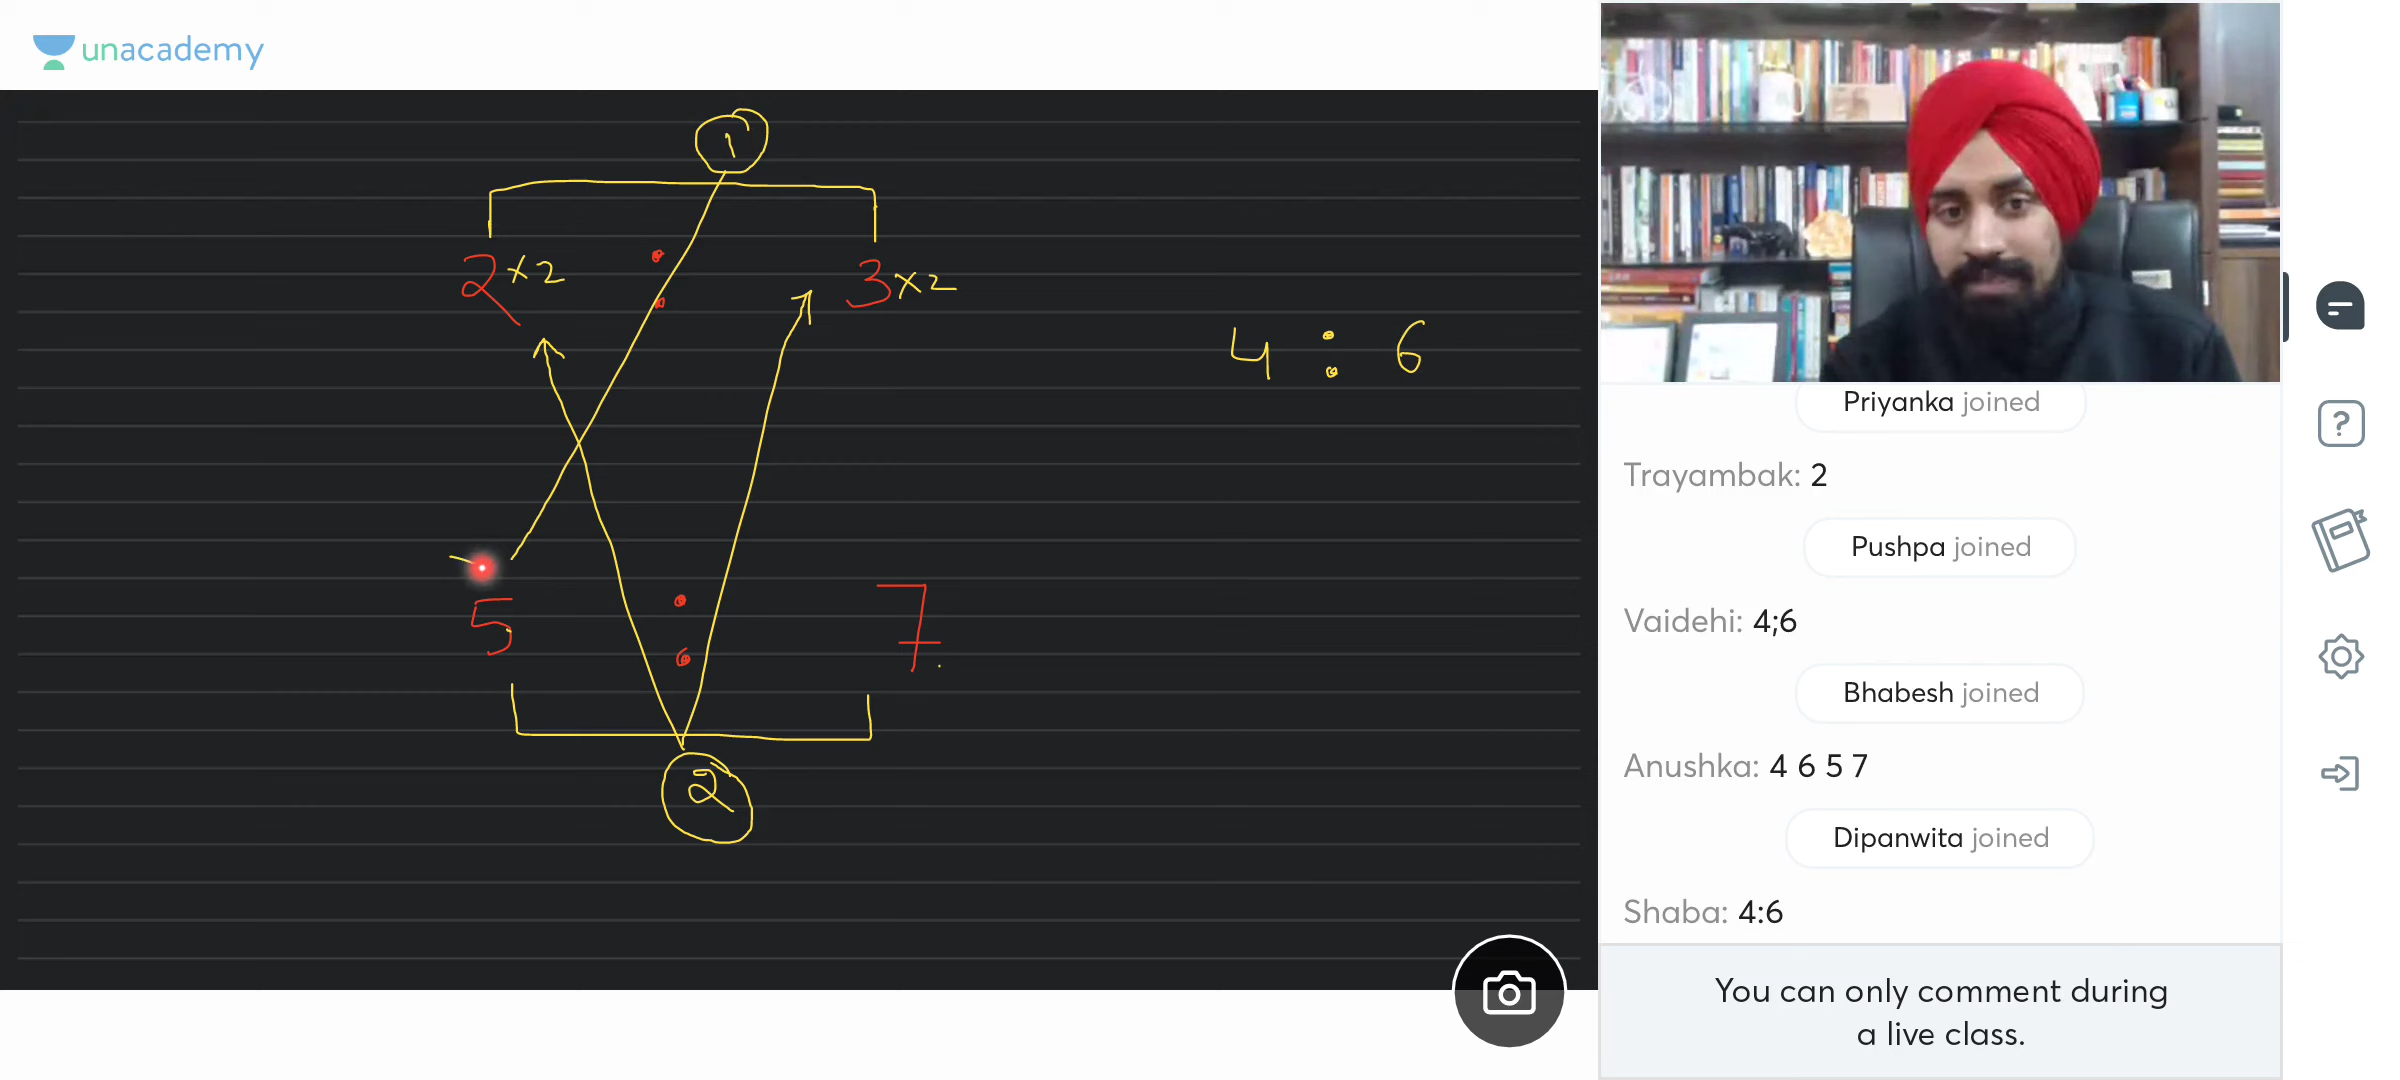 unacademy
1
2 x 2 : 3 x 2
4 : 6
5 : 7
2
Priyanka joined
Trayambak: 2
Pushpa joined
Vaidehi: 4;6
Bhabesh joined
Anushka: 4 6 5 7
Dipanwita joined
Shaba: 4:6
You can only comment during
a live class.
?